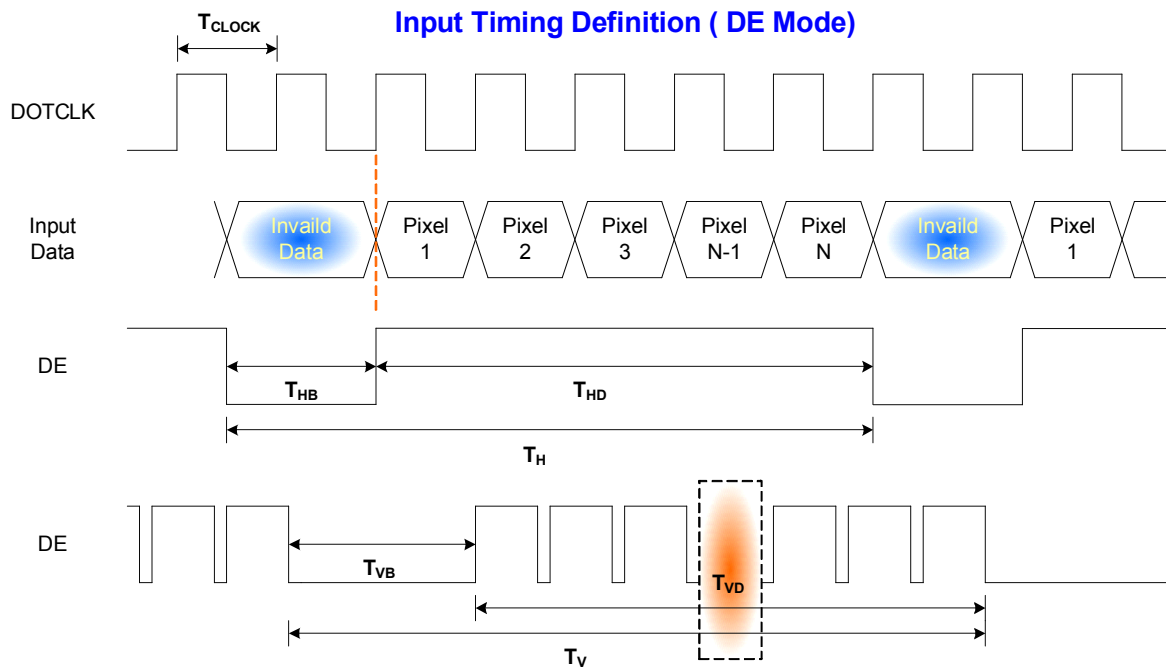 Input Timing Definition ( DE Mode)
TCLOCK
DOTCLK
Input
Data
Invaild
Data
Pixel
1
Pixel
2
Pixel
3
Pixel
N-1
Pixel
N
Invaild
Data
Pixel
1
DE
THB
THD
TH
DE
TVB
TVD
TV